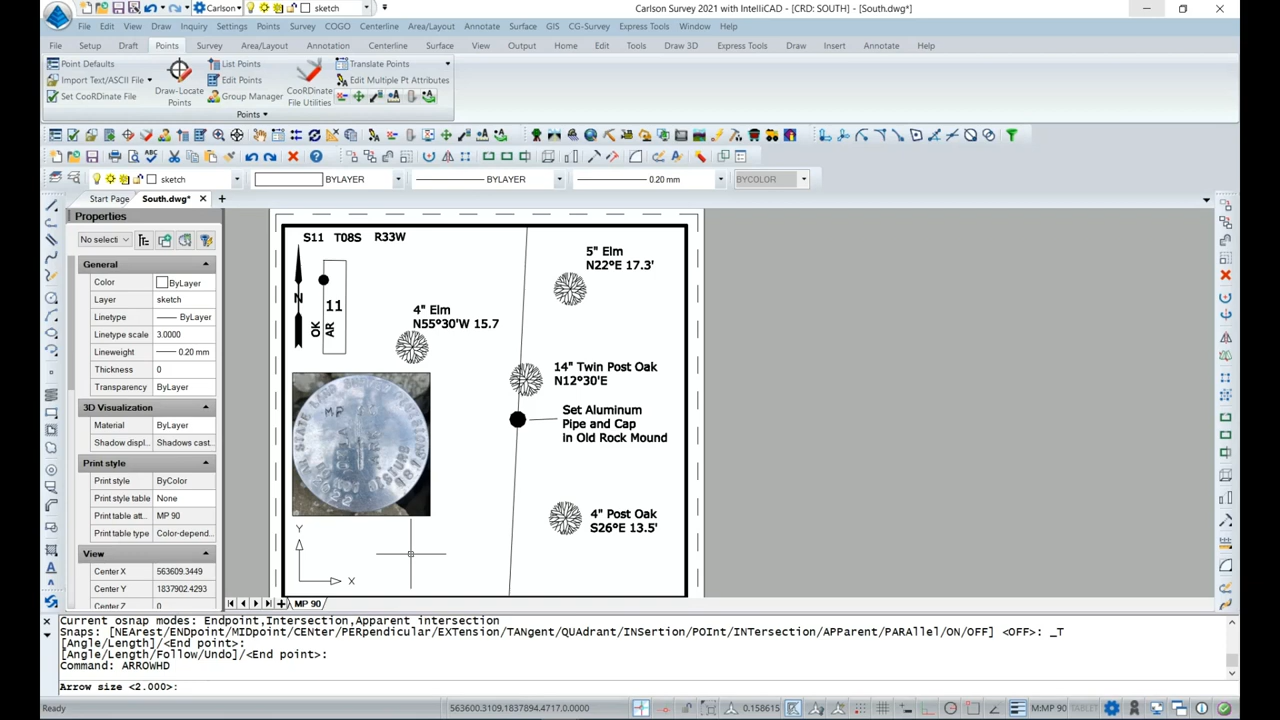 Carlson
sketch
Carlson Survey 2021 with IntelliCAD - [CRD: SOUTH] - [South.dwg*]
File Edit View Draw Inquiry Settings Points Survey COGO Centerline Area/Layout Annotate Surface GIS CG-Survey Express Tools Window Help
File Setup Draft Points Survey Area/Layout Annotation Centerline Surface View Output Home Edit Tools Draw 3D Express Tools Draw Insert Annotate Help
Point Defaults
Import Text/ASCII File
Set CooRDinate File
Draw-Locate
Points
List Points
Edit Points
Group Manager
CooRDinate
File Utilities
Translate Points
Edit Multiple Pt Attributes
Points
sketch
BYLAYER
BYLAYER
0.20 mm
BYCOLOR
Start Page
South.dwg*
Properties
No selecti
General
Color ByLayer
Layer sketch
Linetype ByLayer
Linetype scale 3.0000
Lineweight 0.20 mm
Thickness 0
Transparency ByLayer
3D Visualization
Material ByLayer
Shadow displ... Shadows cast...
Print style
Print style ByColor
Print style table None
Print table att... MP 90
Print table type Color-depend...
View
Center X 563609.3449
Center Y 1837902.4293
Center Z 0
S11 T08S R33W
N
11
OK
AR
4" Elm
N55°30'W 15.7
5" Elm
N22°E 17.3'
14" Twin Post Oak
N12°30'E
Set Aluminum
Pipe and Cap
in Old Rock Mound
4" Post Oak
S26°E 13.5'
MP
2022
Y
X
MP 90
Current osnap modes: Endpoint,Intersection,Apparent intersection
Snaps: [NEArest/ENDpoint/MIDpoint/CENter/PERpendicular/EXTension/TANgent/QUAdrant/INSertion/POInt/INTersection/APParent/PARAllel/ON/OFF] <OFF>: _T
[Angle/Length]/<End point>:
[Angle/Length/Follow/Undo]/<End point>:
Command: ARROWHD
Arrow size <2.000>:
Ready
563600.3109,1837894.4717,0.0000
0.158615
M:MP 90
TABLET